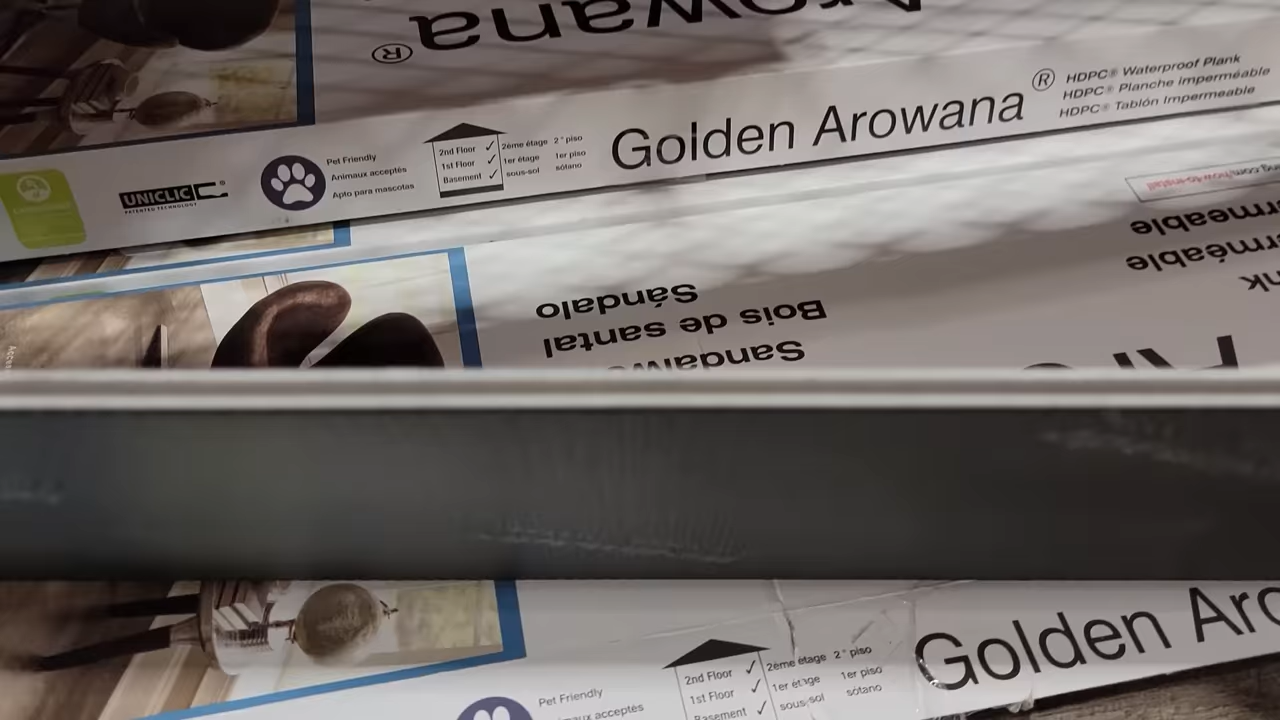 Arowana®
Golden Arowana®
HDPC® Waterproof Plank
HDPC® Planche imperméable
HDPC® Tablón Impermeable
2nd Floor ✓ 2ème étage 2° piso
1st Floor ✓ 1er étage 1er piso
Basement ✓ sous-sol sótano
Pet Friendly
Animaux acceptés
Apto para mascotas
UNICLIC®
PATENTED TECHNOLOGY
Sándalo
Bois de santal
Golden Aro
2nd Floor ✓ 2ème étage 2° piso
1st Floor ✓ 1er étage 1er piso
Basement ✓ sous-sol sótano
Pet Friendly